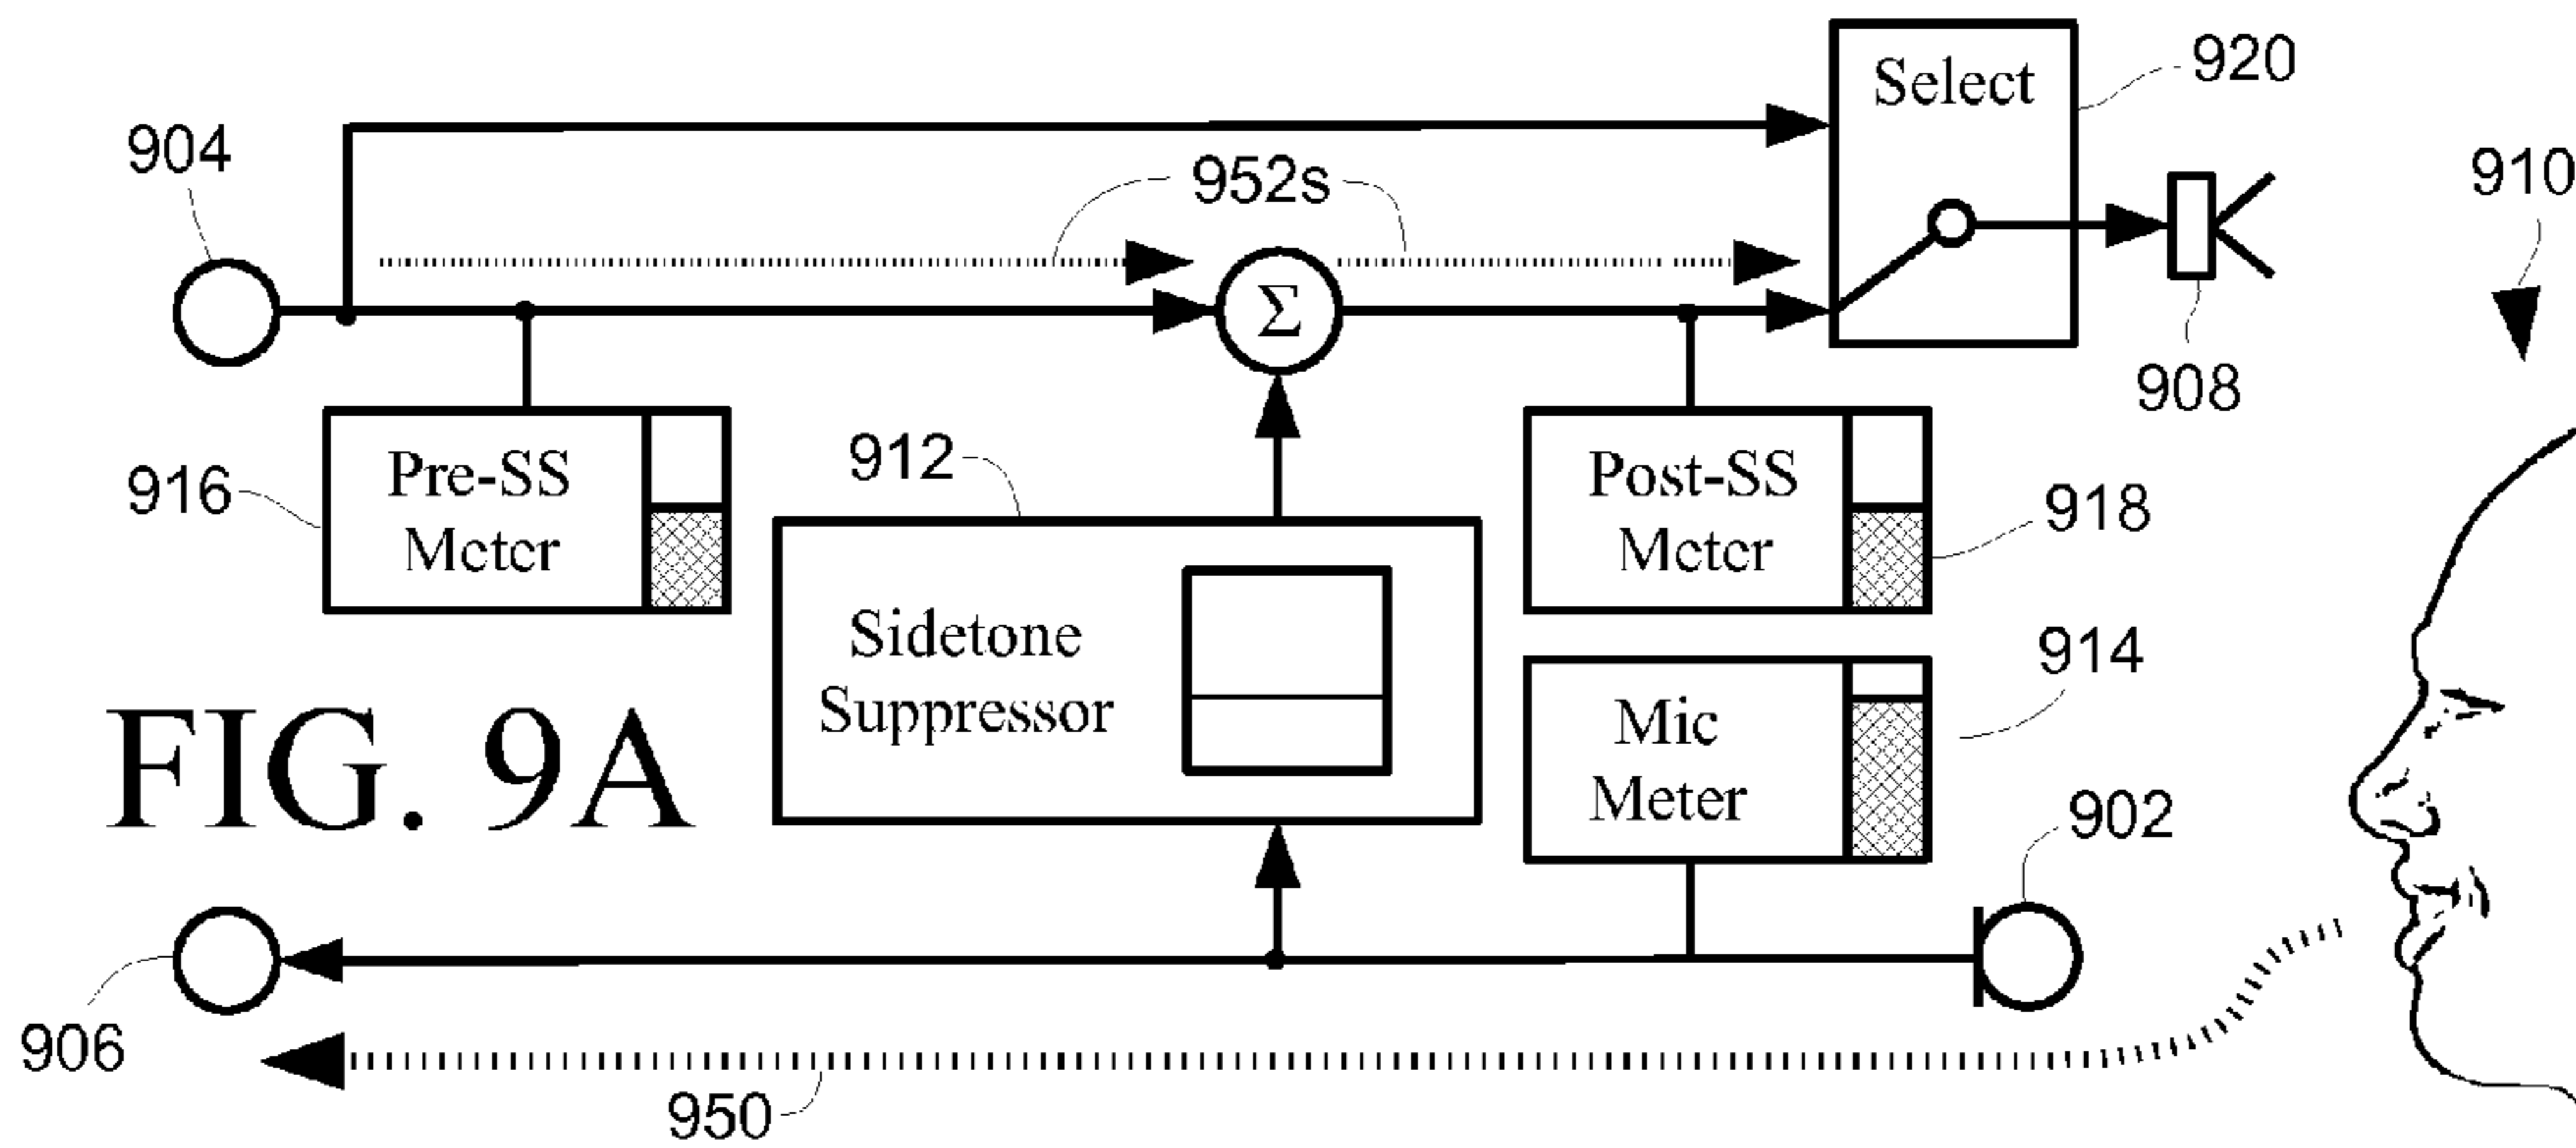 Select
920
904
952s
910
Σ
908
Pre-SS
Meter
916
912
Post-SS
Meter
918
Sidetone
Suppressor
914
Mic
Meter
FIG. 9A
902
906
950